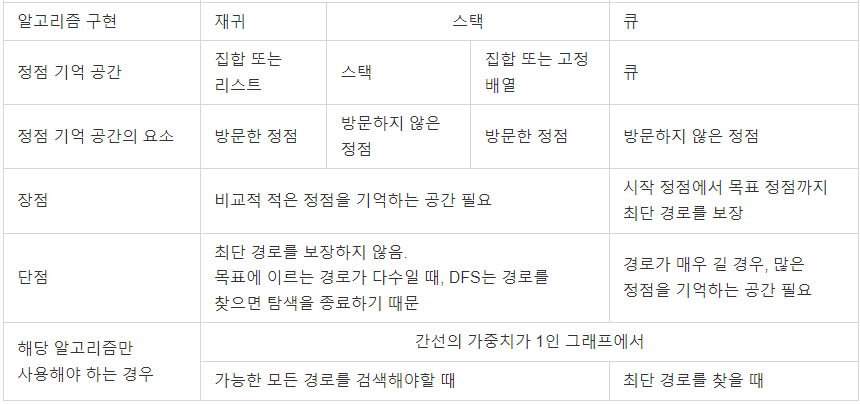 알고리즘 구현
재귀
스택
큐
정점 기억 공간
집합 또는
리스트
스택
집합 또는 고정
배열
큐
정점 기억 공간의 요소
방문한 정점
방문하지 않은
정점
방문한 정점
방문하지 않은 정점
장점
비교적 적은 정점을 기억하는 공간 필요
시작 정점에서 목표 정점까지
최단 경로를 보장
단점
최단 경로를 보장하지 않음.
목표에 이르는 경로가 다수일 때, DFS는 경로를
찾으면 탐색을 종료하기 때문
경로가 매우 길 경우, 많은
정점을 기억하는 공간 필요
해당 알고리즘만
사용해야 하는 경우
간선의 가중치가 1인 그래프에서
가능한 모든 경로를 검색해야할 때
최단 경로를 찾을 때